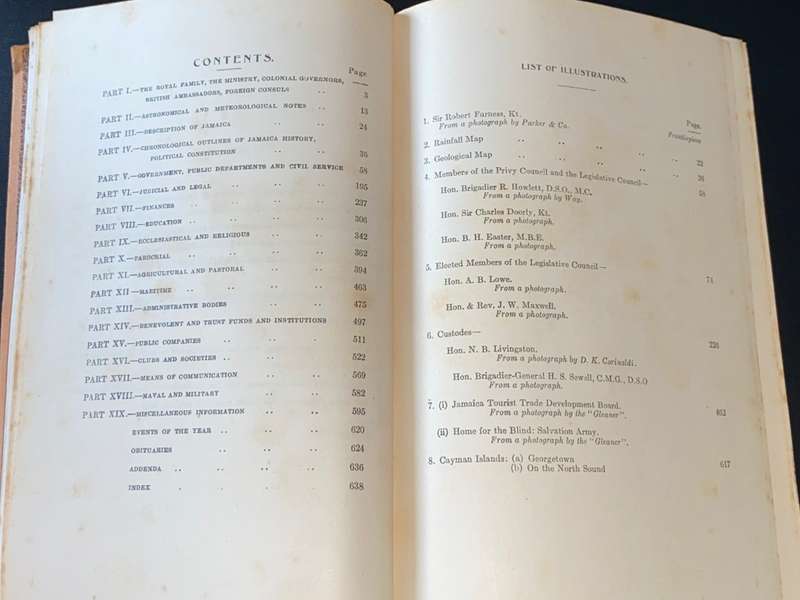 CONTENTS.
Page
PART I.—THE ROYAL FAMILY, THE MINISTRY, COLONIAL GOVERNORS,
BRITISH AMBASSADORS, FOREIGN CONSULS .. 3
PART II.—ASTRONOMICAL AND METEOROLOGICAL NOTES .. 13
PART III.—DESCRIPTION OF JAMAICA .. .. 24
PART IV.—CHRONOLOGICAL OUTLINES OF JAMAICA HISTORY,
POLITICAL CONSTITUTION .. .. 36
PART V.—GOVERNMENT, PUBLIC DEPARTMENTS AND CIVIL SERVICE 58
PART VI.—JUDICIAL AND LEGAL .. .. .. 195
PART VII.—FINANCES .. .. .. .. 237
PART VIII.—EDUCATION .. .. .. .. 306
PART IX.—ECCLESIASTICAL AND RELIGIOUS .. .. 342
PART X.—PAROCHIAL .. .. .. .. 362
PART XI.—AGRICULTURAL AND PASTORAL .. .. 394
PART XII—MARITIME .. .. .. .. 463
PART XIII.—ADMINISTRATIVE BODIES .. .. 475
PART XIV.—BENEVOLENT AND TRUST FUNDS AND INSTITUTIONS 497
PART XV.—PUBLIC COMPANIES .. .. .. 511
PART XVI.—CLUBS AND SOCIETIES .. .. 522
PART XVII.—MEANS OF COMMUNICATION .. .. 569
PART XVIII.—NAVAL AND MILITARY .. .. 582
PART XIX.—MISCELLANEOUS INFORMATION .. .. 595
EVENTS OF THE YEAR .. .. .. 620
OBITUARIES .. .. .. .. 624
ADDENDA .. .. .. .. 636
INDEX . . . . 638
LIST OF ILLUSTRATIONS.
Page.
1. Sir Robert Farness, Kt. Frontispiece
From a photograph by Parker & Co.
2. Rainfall Map .. .. .. .. 22
3. Geological Map .. .. .. .. 26
4. Members of the Privy Council and the Legislative Council— 58
Hon. Brigadier R. Howlett, D.S.O., M.C.
From a photograph by Way.
Hon. Sir Charles Doorly, Kt.
From a photograph.
Hon. B. H. Easter, M.B.E.
From a photograph.
5. Elected Members of the Legislative Council—
Hon. A. B. Lowe. 74
From a photograph.
Hon. & Rev. J. W. Maxwell.
From a photograph.
6. Custodes—
Hon. N. B. Livingston. 226
From a photograph by D. K. Corinaldi.
Hon. Brigadier-General H. S. Sewell, C.M.G., D.S.O
7. (i) Jamaica Tourist Trade Development Board.
From a photograph by the "Gleaner". 462
(ii) Home for the Blind: Salvation Army.
From a photograph by the "Gleaner".
8. Cayman Islands: (a) Georgetown 617
(b) On the North Sound